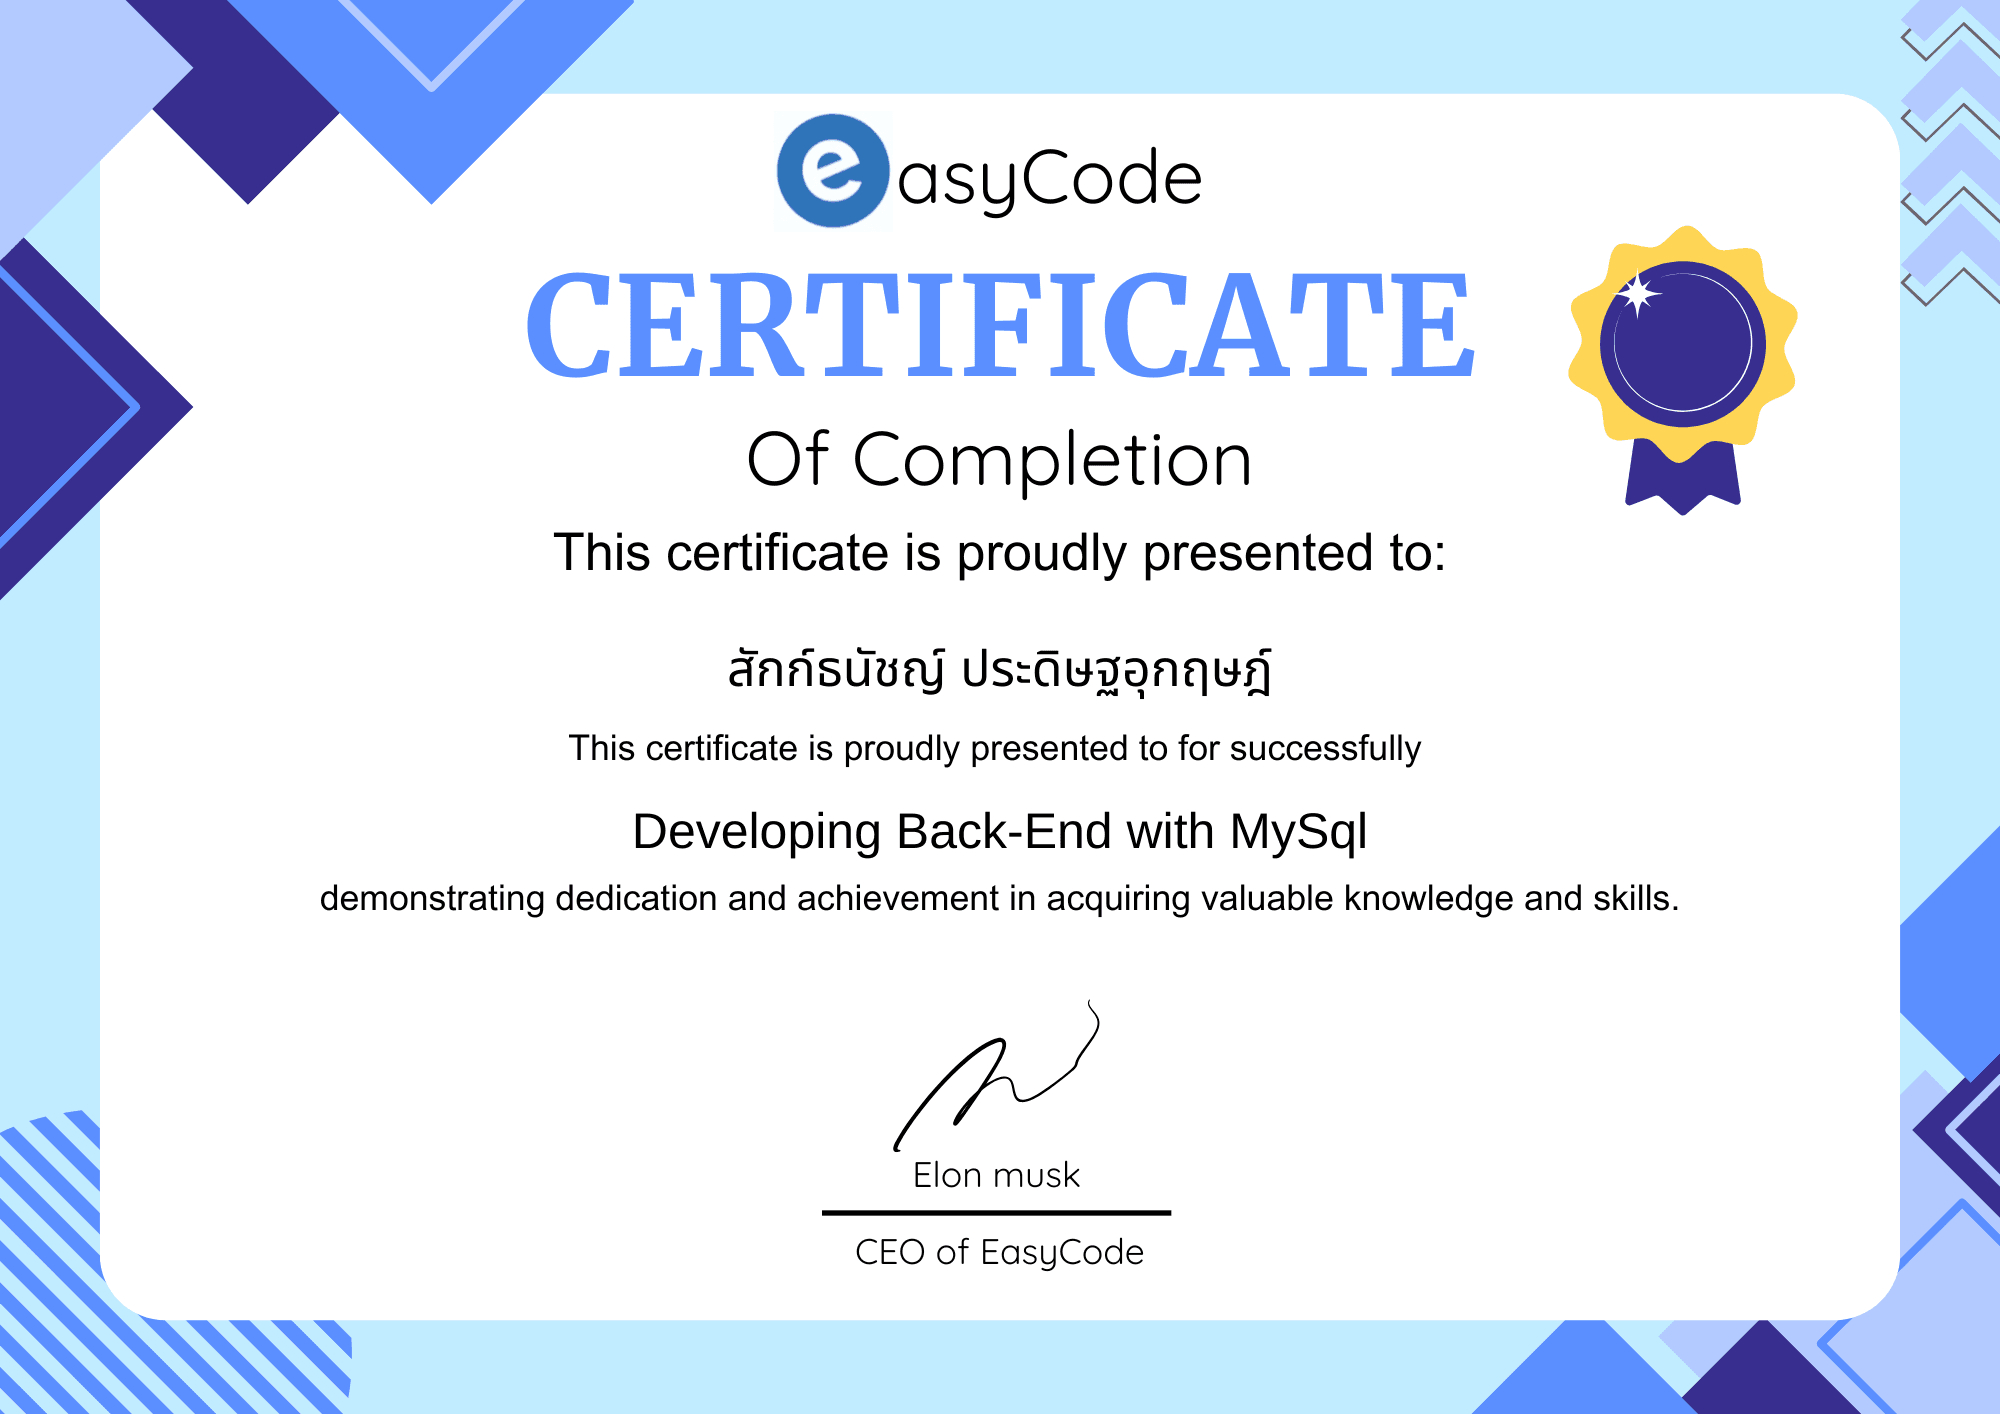 easyCode
CERTIFICATE
Of Completion
This certificate is proudly presented to:
สักก์ธนัชญ์ ประดิษฐอุกฤษฎ์
This certificate is proudly presented to for successfully
Developing Back-End with MySql
demonstrating dedication and achievement in acquiring valuable knowledge and skills.
Elon musk
CEO of EasyCode